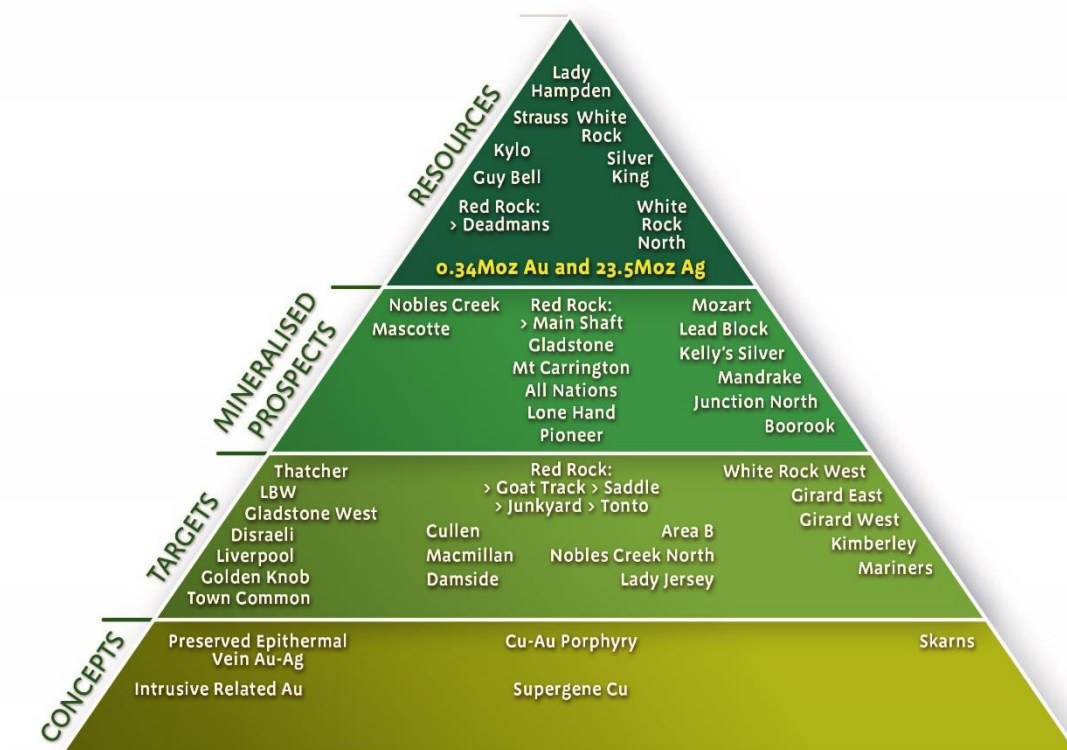 RESOURCES
Lady
Hampden
Strauss
White
Rock
Kylo
Silver
King
Guy Bell
Red Rock:
> Deadmans
White
Rock
North
0.34Moz Au and 23.5Moz Ag
MINERALISED
PROSPECTS
Nobles Creek
Mascotte
Red Rock:
> Main Shaft
Gladstone
Mt Carrington
All Nations
Lone Hand
Pioneer
Mozart
Lead Block
Kelly's Silver
Mandrake
Junction North
Boorook
TARGETS
Thatcher
LBW
Gladstone West
Disraeli
Liverpool
Golden Knob
Town Common
Red Rock:
> Goat Track > Saddle
> Junkyard > Tonto
Cullen
Macmillan
Damside
Area B
Nobles Creek North
Lady Jersey
White Rock West
Girard East
Girard West
Kimberley
Mariners
CONCEPTS
Preserved Epithermal
Vein Au-Ag
Intrusive Related Au
Cu-Au Porphyry
Supergene Cu
Skarns